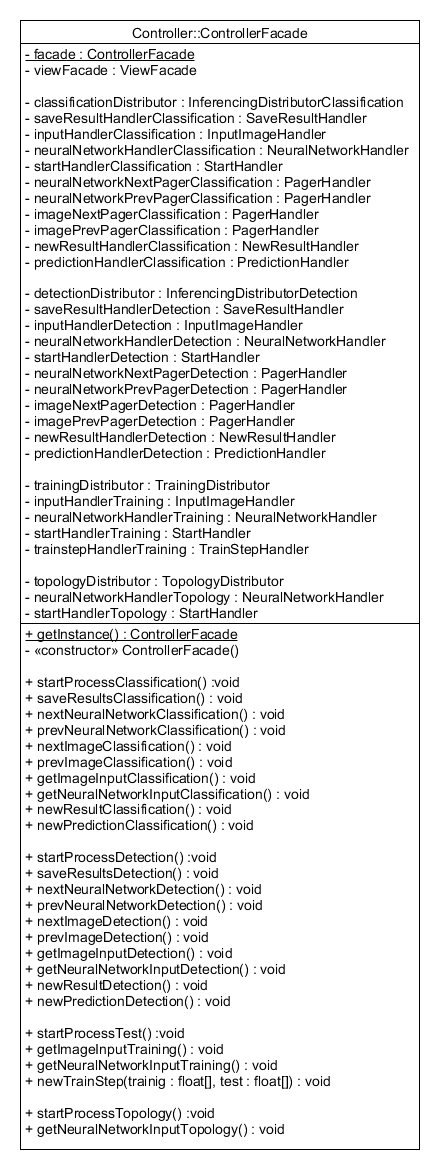 Controller::ControllerFacade
- facade : ControllerFacade
- viewFacade : ViewFacade
- classificationDistributor : InferencingDistributorClassification
- saveResultHandlerClassification : SaveResultHandler
- inputHandlerClassification : InputImageHandler
- neuralNetworkHandlerClassification : NeuralNetworkHandler
- startHandlerClassification : StartHandler
- neuralNetworkNextPagerClassification : PagerHandler
- neuralNetworkPrevPagerClassification : PagerHandler
- imageNextPagerClassification : PagerHandler
- imagePrevPagerClassification : PagerHandler
- newResultHandlerClassification : NewResultHandler
- predictionHandlerClassification : PredictionHandler
- detectionDistributor : InferencingDistributorDetection
- saveResultHandlerDetection : SaveResultHandler
- inputHandlerDetection : InputImageHandler
- neuralNetworkHandlerDetection : NeuralNetworkHandler
- startHandlerDetection : StartHandler
- neuralNetworkNextPagerDetection : PagerHandler
- neuralNetworkPrevPagerDetection : PagerHandler
- imageNextPagerDetection : PagerHandler
- imagePrevPagerDetection : PagerHandler
- newResultHandlerDetection : NewResultHandler
- predictionHandlerDetection : PredictionHandler
- trainingDistributor : TrainingDistributor
- inputHandlerTraining : InputImageHandler
- neuralNetworkHandlerTraining : NeuralNetworkHandler
- startHandlerTraining : StartHandler
- trainstepHandlerTraining : TrainStepHandler
- topologyDistributor : TopologyDistributor
- neuralNetworkHandlerTopology : NeuralNetworkHandler
- startHandlerTopology : StartHandler
+ getInstance() : ControllerFacade
- «constructor» ControllerFacade()
+ startProcessClassification() :void
+ saveResultsClassification() : void
+ nextNeuralNetworkClassification() : void
+ prevNeuralNetworkClassification() : void
+ nextImageClassification() : void
+ prevImageClassification() : void
+ getImageInputClassification() : void
+ getNeuralNetworkInputClassification() : void
+ newResultClassification() : void
+ newPredictionClassification() : void
+ startProcessDetection() :void
+ saveResultsDetection() : void
+ nextNeuralNetworkDetection() : void
+ prevNeuralNetworkDetection() : void
+ nextImageDetection() : void
+ prevImageDetection() : void
+ getImageInputDetection() : void
+ getNeuralNetworkInputDetection() : void
+ newResultDetection() : void
+ newPredictionDetection() : void
+ startProcessTest() :void
+ getImageInputTraining() : void
+ getNeuralNetworkInputTraining() : void
+ newTrainStep(trainig : float[], test : float[]) : void
+ startProcessTopology() :void
+ getNeuralNetworkInputTopology() : void